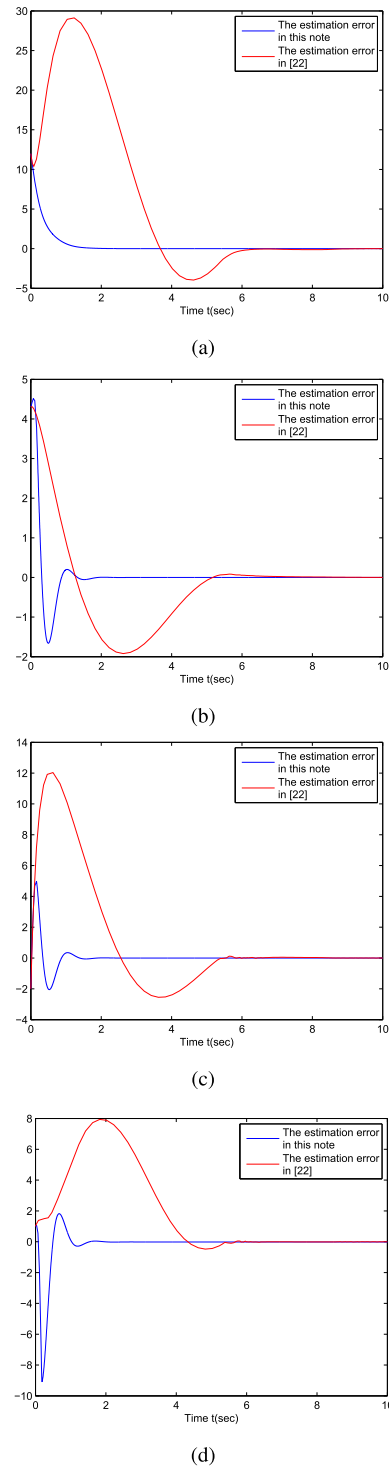 30
25
20
15
10
5
0
-5
0 2 4 6 8 10
Time t(sec)
The estimation error
in this note
The estimation error
in [22]
(a)
5
4
3
2
1
0
-1
-2
0 2 4 6 8 10
Time t(sec)
The estimation error
in this note
The estimation error
in [22]
(b)
14
12
10
8
6
4
2
0
-2
-4
0 2 4 6 8 10
Time t(sec)
The estimation error
in this note
The estimation error
in [22]
(c)
8
6
4
2
0
-2
-4
-6
-8
-10
0 2 4 6 8 10
Time t(sec)
The estimation error
in this note
The estimation error
in [22]
(d)